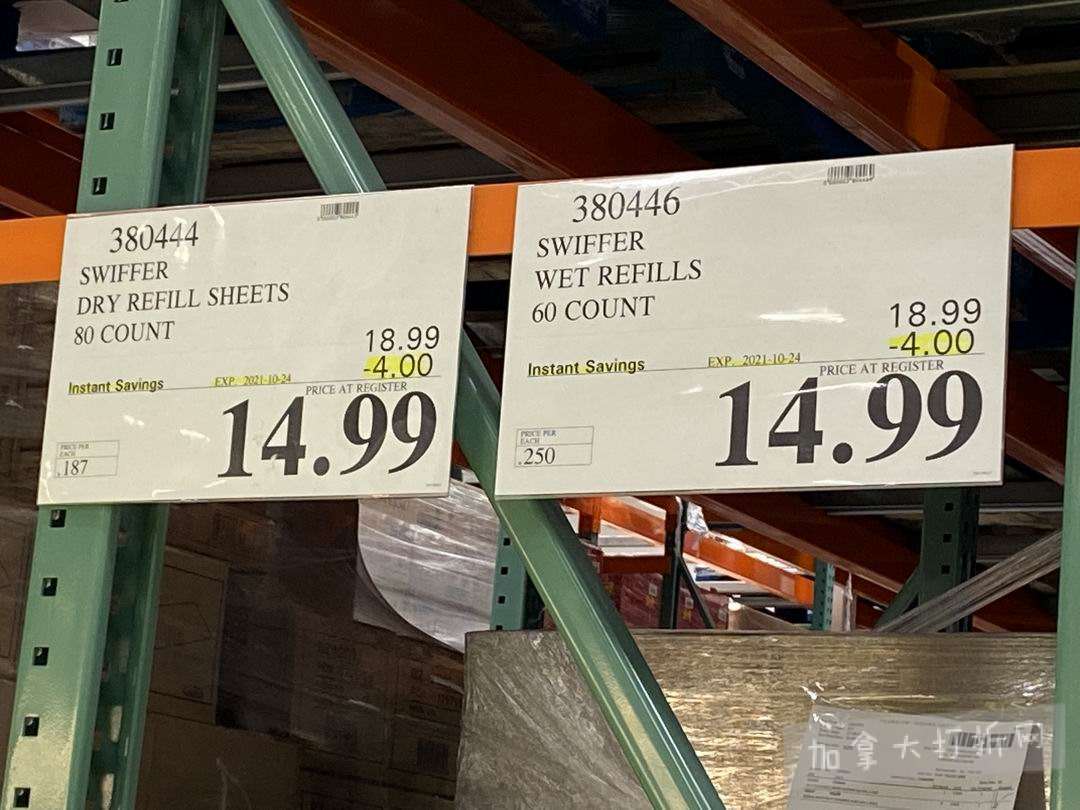 380444
SWIFFER
DRY REFILL SHEETS
80 COUNT
18.99
Instant Savings EXP. 2021-10-24 -4.00
PRICE AT REGISTER
14.99
PRICE PER
EACH
.187
380446
SWIFFER
WET REFILLS
60 COUNT
18.99
Instant Savings EXP. 2021-10-24 -4.00
PRICE AT REGISTER
14.99
PRICE PER
EACH
.250
加拿大打折网